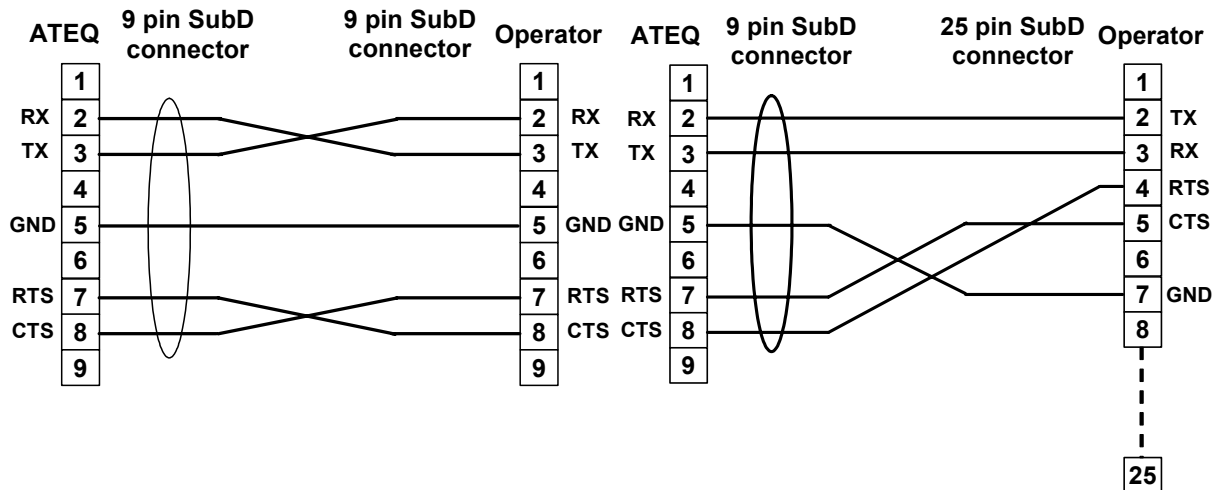 ATEQ 9 pin SubD connector 9 pin SubD connector Operator
1 1
RX 2 2 RX
TX 3 3 TX
4 4
GND 5 5 GND
6 6
RTS 7 7 RTS
CTS 8 8 CTS
9 9
ATEQ 9 pin SubD connector 25 pin SubD connector Operator
1 1
RX 2 2 TX
TX 3 3 RX
4 4 RTS
GND 5 5 CTS
6 6
RTS 7 7 GND
CTS 8 8
9
25